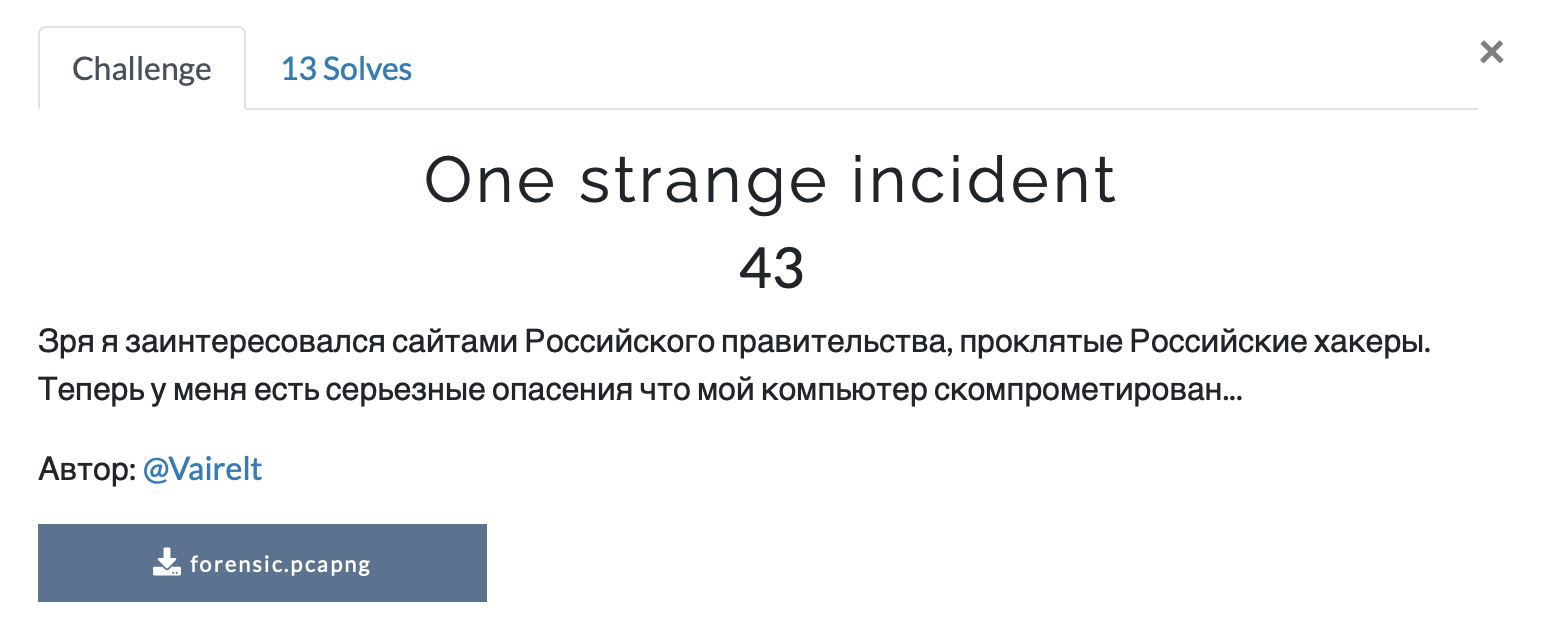 Challenge
13 Solves
×
One strange incident
43
Зря я заинтересовался сайтами Российского правительства, проклятые Российские хакеры.
Теперь у меня есть серьезные опасения что мой компьютер скомпрометирован...
Автор: @Vairelt
forensic.pcapng